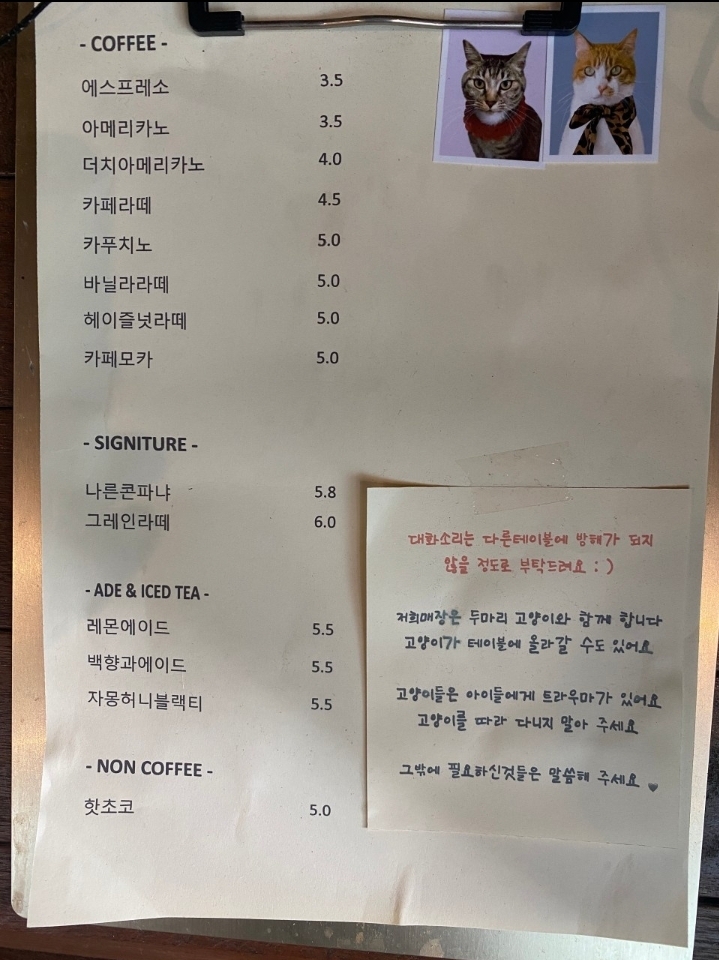 - COFFEE -
에스프레소 3.5
아메리카노 3.5
더치아메리카노 4.0
카페라떼 4.5
카푸치노 5.0
바닐라라떼 5.0
헤이즐넛라떼 5.0
카페모카 5.0
- SIGNITURE -
나른콘파냐 5.8
그레인라떼 6.0
- ADE & ICED TEA -
레몬에이드 5.5
백향과에이드 5.5
자몽허니블랙티 5.5
- NON COFFEE -
핫초코 5.0
대화소리는 다른테이블에 방해가 되지
않을 정도로 부탁드려요 : )
저희매장은 두마리 고양이와 함께 합니다
고양이가 테이블에 올라갈 수도 있어요
고양이들은 아이들에게 트라우마가 있어요
고양이를 따라 다니지 말아 주세요
그밖에 필요하신것들은 말씀해 주세요 ♥